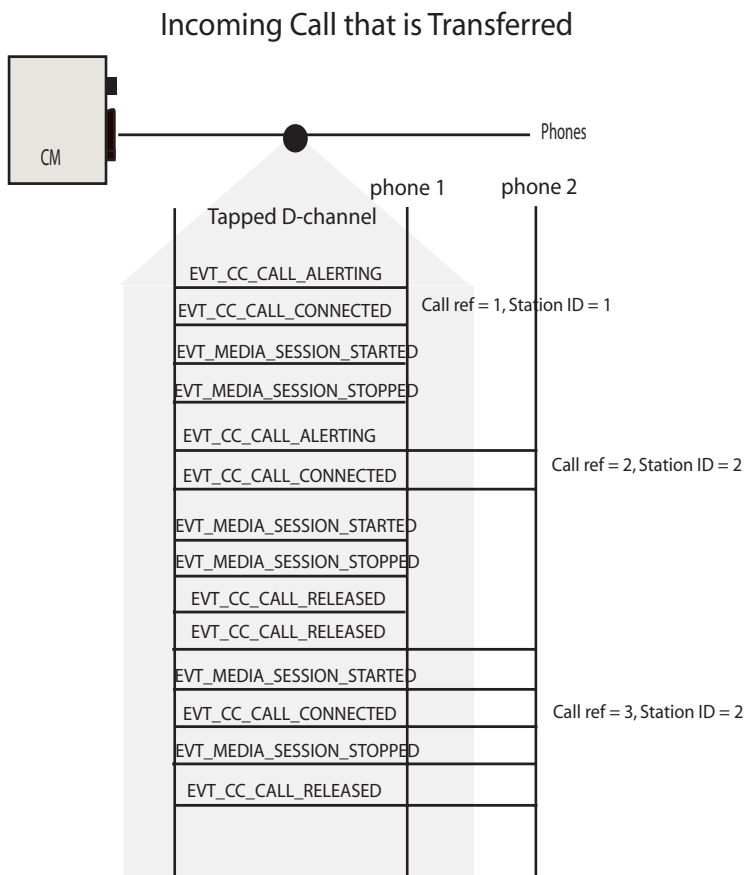 Incoming Call that is Transferred
CM
Phones
phone 1
phone 2
Tapped D-channel
EVT_CC_CALL_ALERTING
EVT_CC_CALL_CONNECTED
Call ref = 1, Station ID = 1
EVT_MEDIA_SESSION_STARTED
EVT_MEDIA_SESSION_STOPPED
EVT_CC_CALL_ALERTING
Call ref = 2, Station ID = 2
EVT_CC_CALL_CONNECTED
EVT_MEDIA_SESSION_STARTED
EVT_MEDIA_SESSION_STOPPED
EVT_CC_CALL_RELEASED
EVT_CC_CALL_RELEASED
EVT_MEDIA_SESSION_STARTED
EVT_CC_CALL_CONNECTED
Call ref = 3, Station ID = 2
EVT_MEDIA_SESSION_STOPPED
EVT_CC_CALL_RELEASED